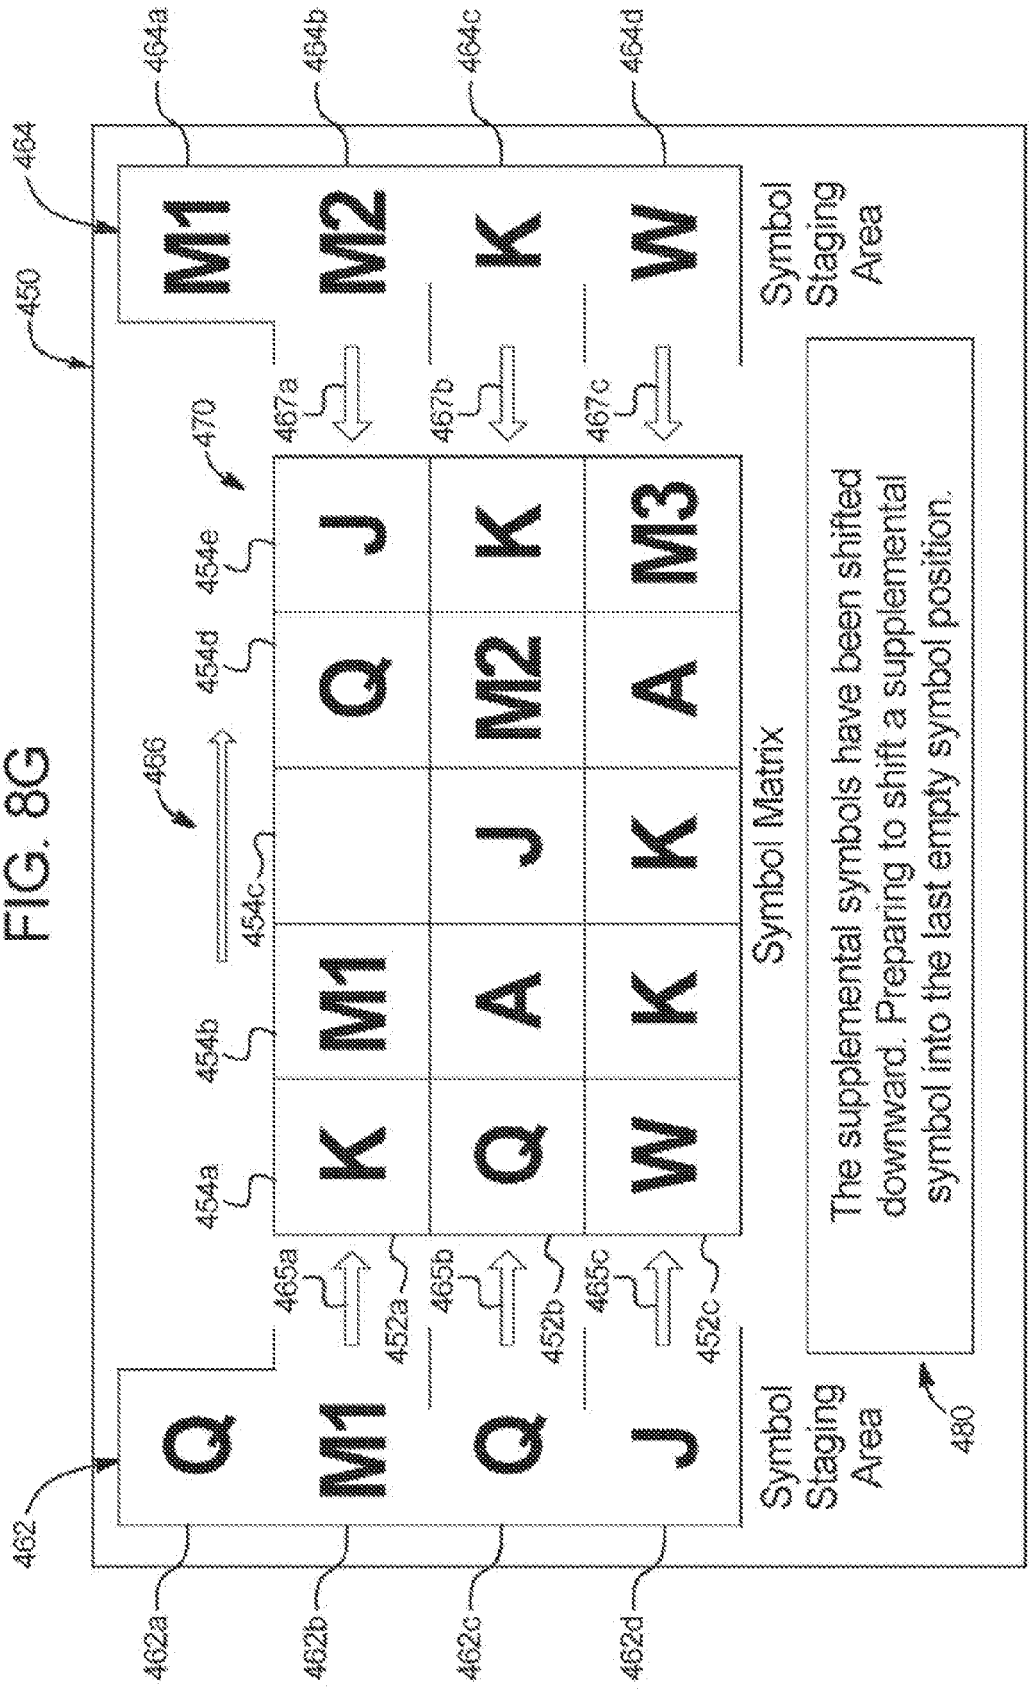 FIG. 8G
450
462
464
466
470
454a
454b
454c
454d
454e
462a
Q
M1
464a
462b
M1
465a
K
M1
Q
J
467a
M2
464b
452a
462c
Q
465b
Q
A
J
M2
K
467b
K
464c
452b
462d
J
465c
W
K
K
A
M3
467c
W
464d
452c
Symbol
Staging
Area
Symbol Matrix
Symbol
Staging
Area
480
The supplemental symbols have been shifted
downward. Preparing to shift a supplemental
symbol into the last empty symbol position.